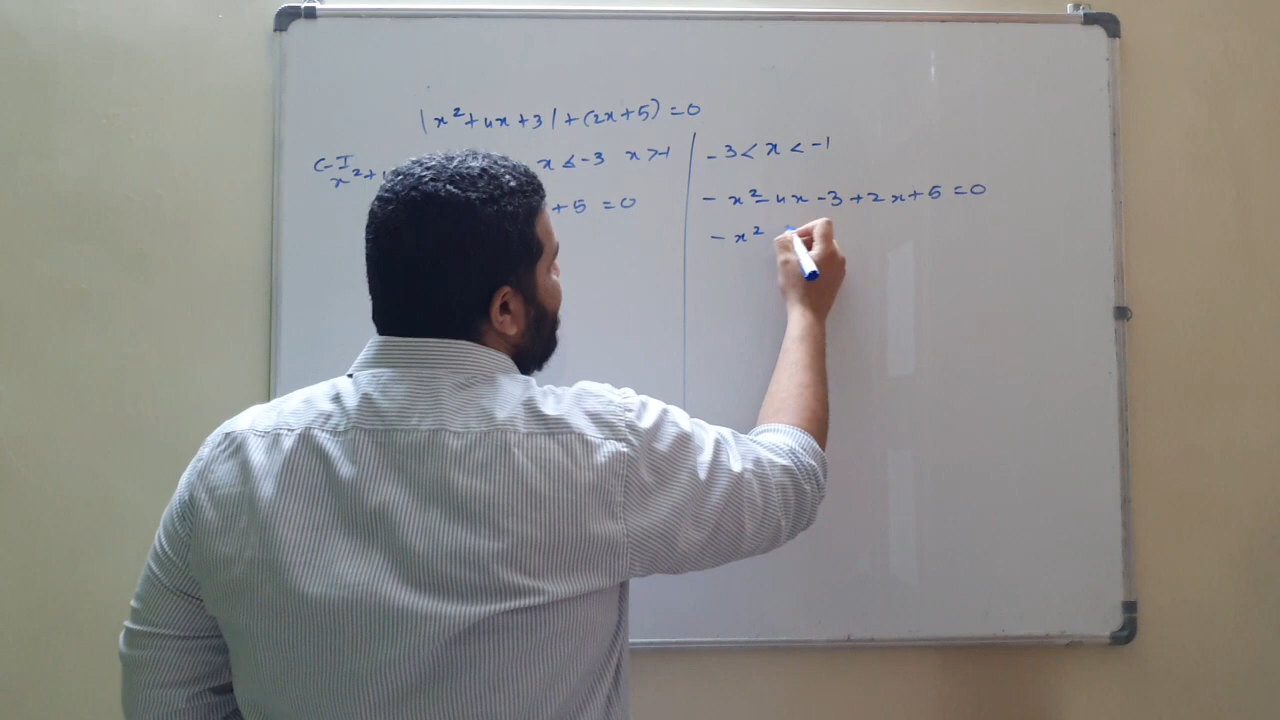 |x²+4x+3|+(2x+5)=0
C-I
x²+ x<-3 x>-1
+5=0
-3<x<-1
-x²-4x-3+2x+5=0
-x²